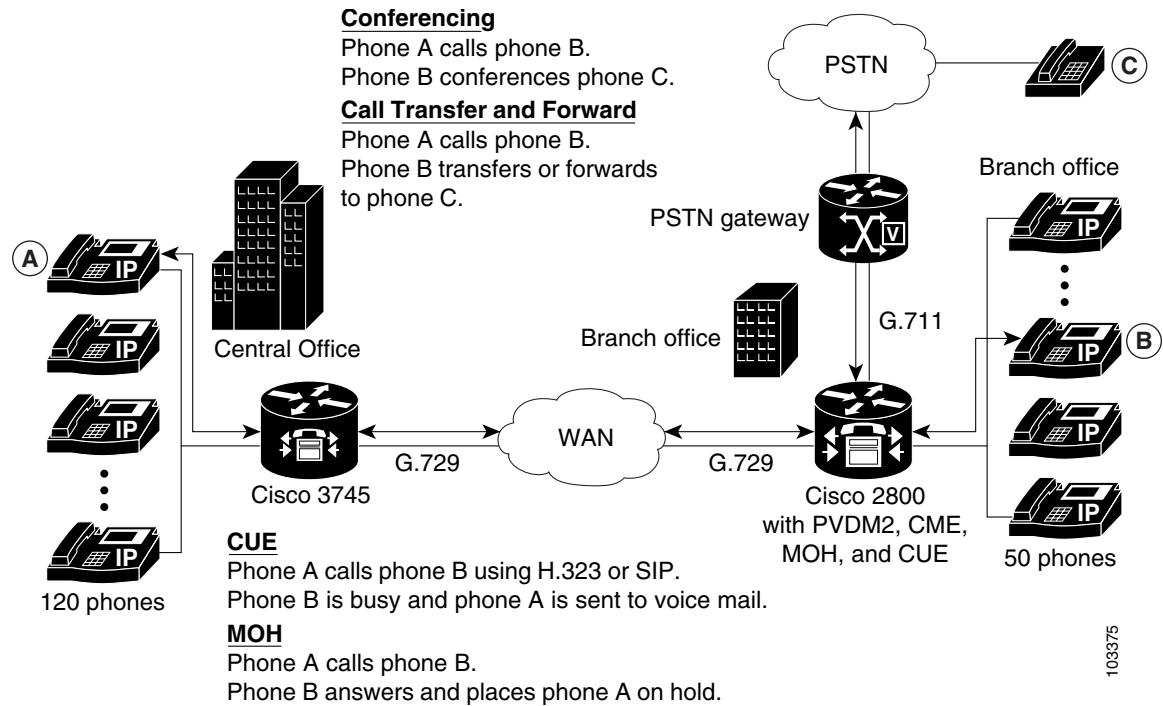 Conferencing
Phone A calls phone B.
Phone B conferences phone C.
Call Transfer and Forward
Phone A calls phone B.
Phone B transfers or forwards
to phone C.
PSTN
C
Branch office
PSTN gateway
V
IP
A
IP
Central Office
Branch office
G.711
IP
B
IP
IP
WAN
IP
G.729
G.729
Cisco 3745
Cisco 2800
with PVDM2, CME,
MOH, and CUE
IP
50 phones
IP
120 phones
CUE
Phone A calls phone B using H.323 or SIP.
Phone B is busy and phone A is sent to voice mail.
MOH
Phone A calls phone B.
Phone B answers and places phone A on hold.
103375